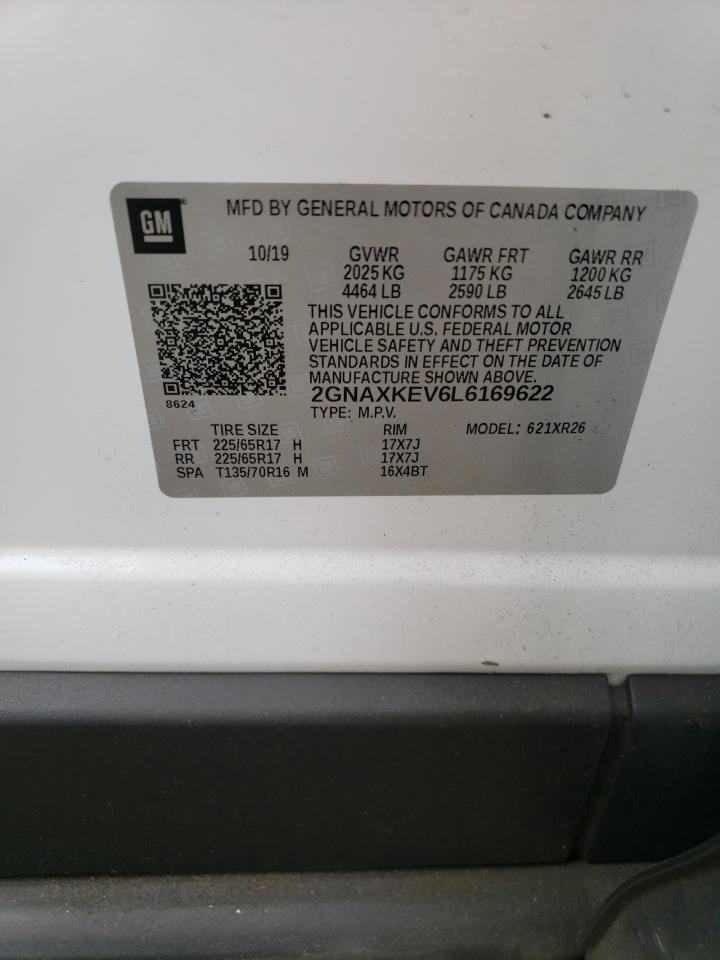 GM
MFD BY GENERAL MOTORS OF CANADA COMPANY
10/19 GVWR GAWR FRT GAWR RR
2025 KG 1175 KG 1200 KG
4464 LB 2590 LB 2645 LB
THIS VEHICLE CONFORMS TO ALL
APPLICABLE U.S. FEDERAL MOTOR
VEHICLE SAFETY AND THEFT PREVENTION
STANDARDS IN EFFECT ON THE DATE OF
MANUFACTURE SHOWN ABOVE.
8624
2GNAXKEV6L6169622
TYPE: M.P.V.
TIRE SIZE RIM MODEL: 621XR26
FRT 225/65R17 H 17X7J
RR 225/65R17 H 17X7J
SPA T135/70R16 M 16X4BT